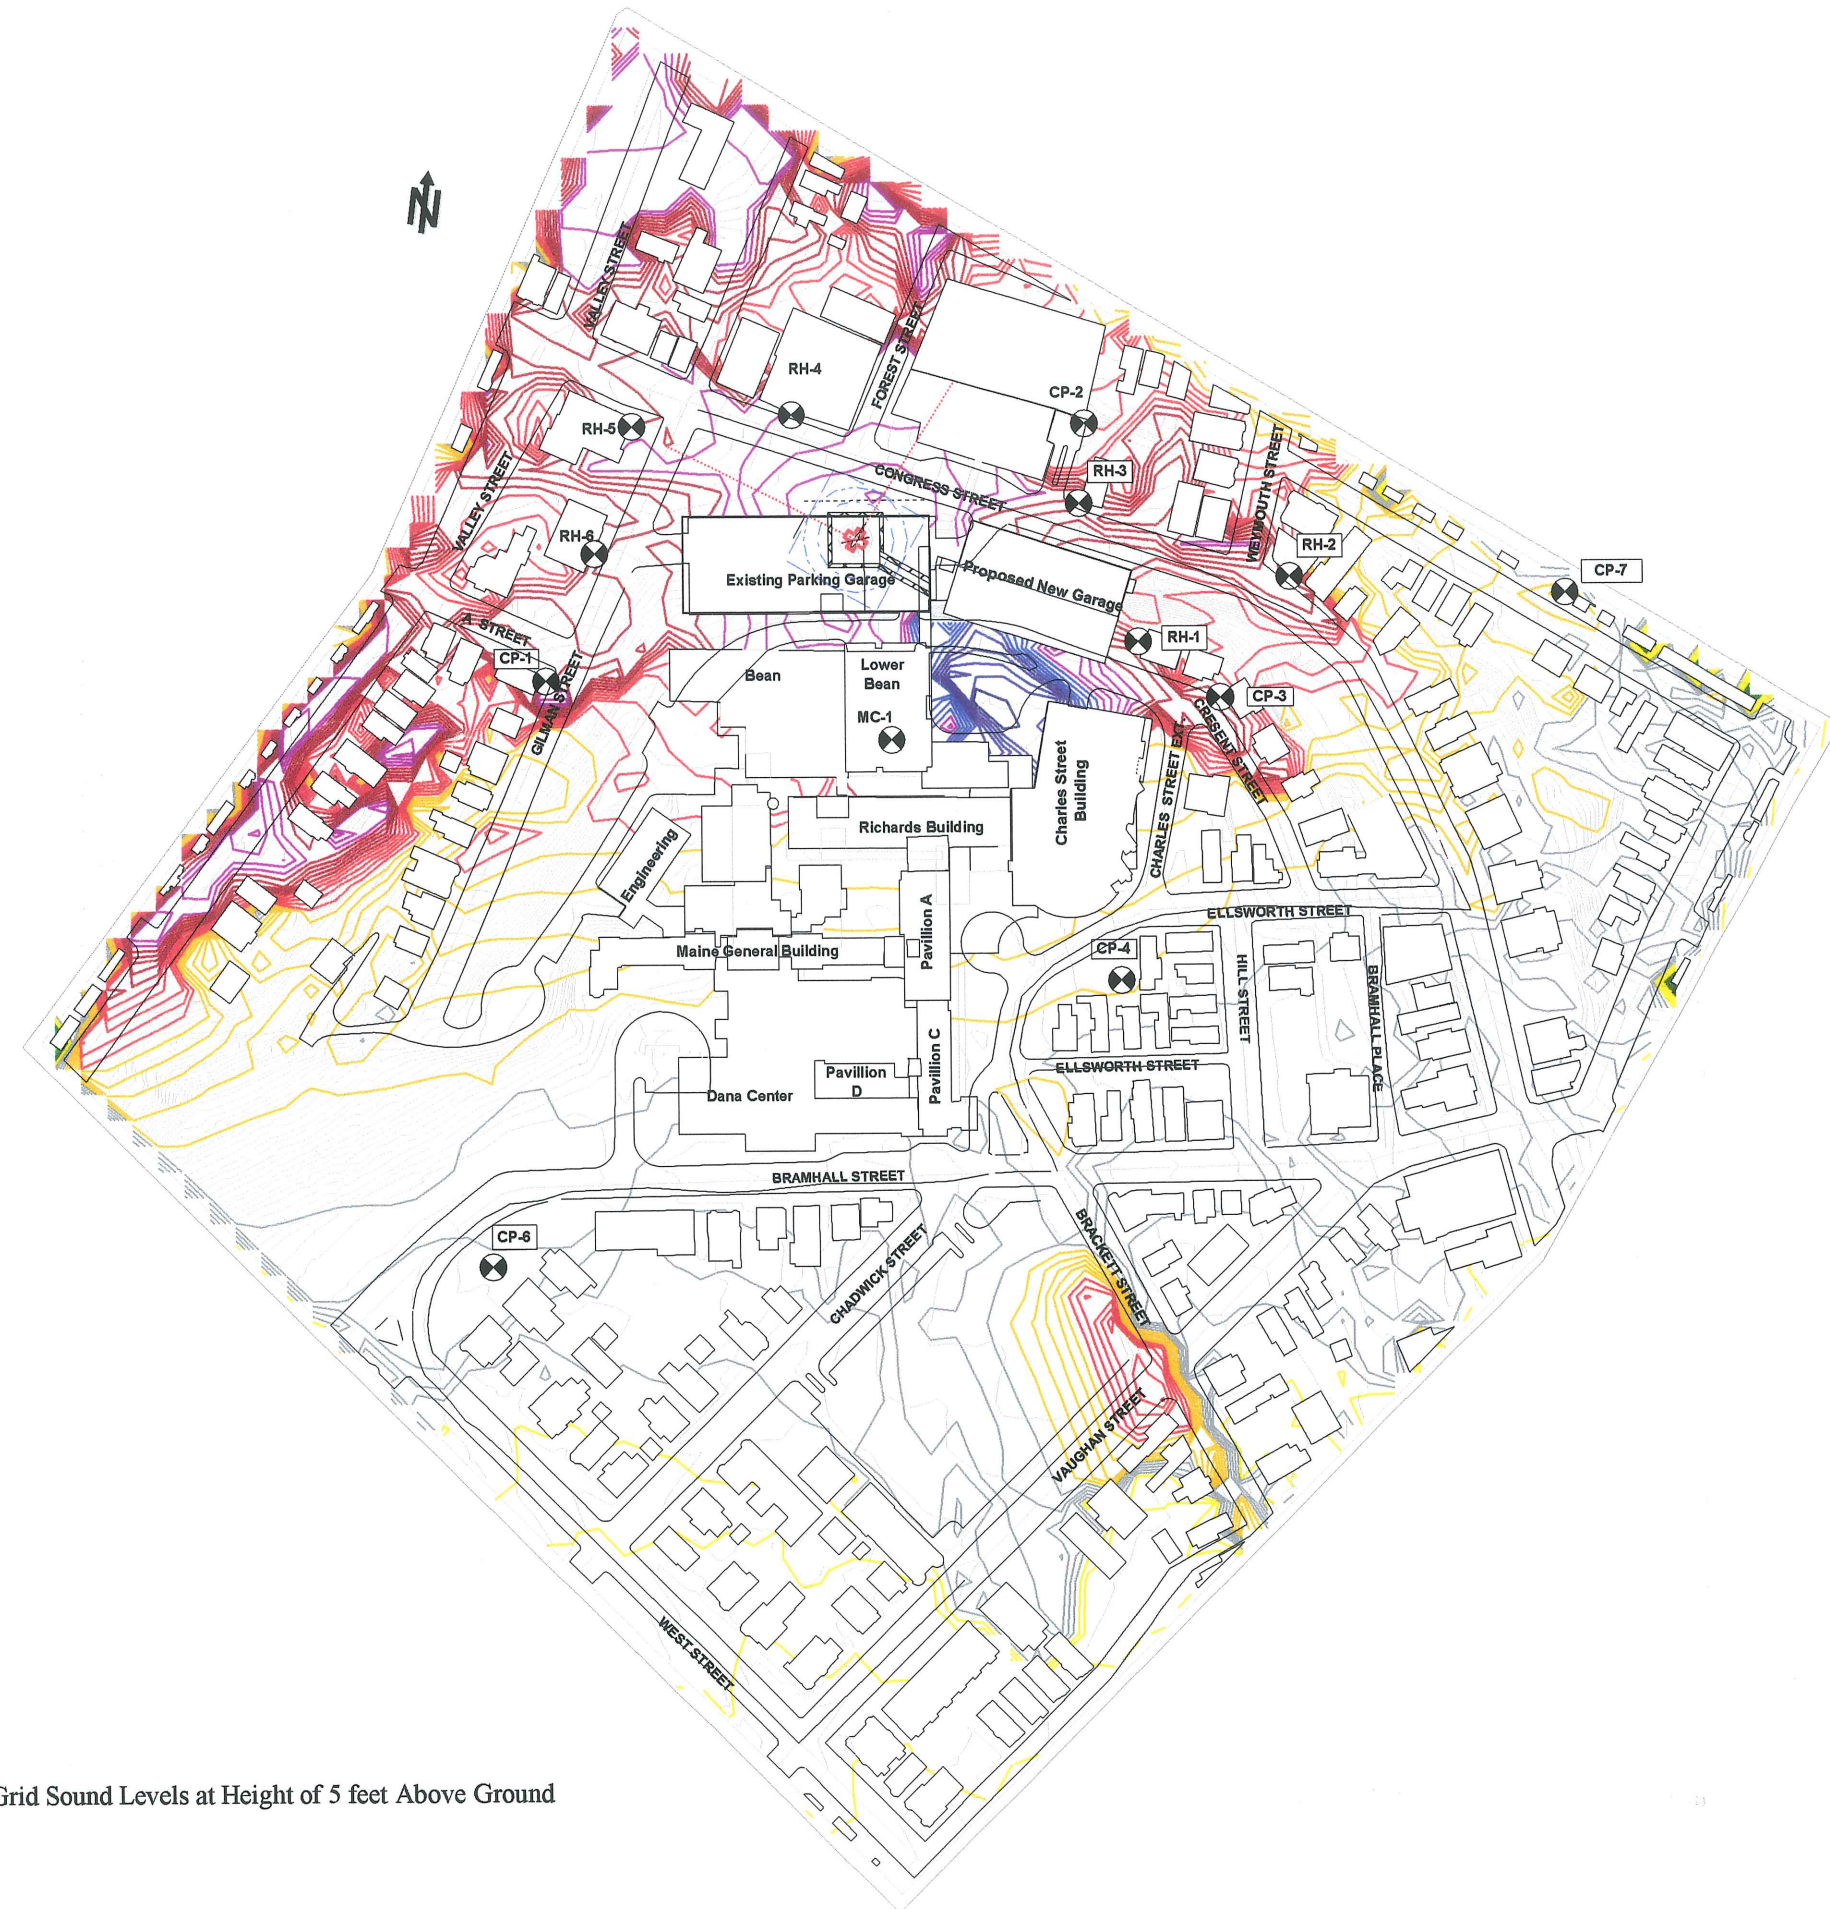 N
VALLEY STREET
RH-4
FOREST STREET
CP-2
RH-5
CONGRESS STREET
RH-3
WEYMOUTH STREET
VALLEY STREET
RH-6
RH-2
CP-7
Existing Parking Garage
Proposed New Garage
A STREET
CP-1
GILMAN STREET
RH-1
Bean
Lower
Bean
MC-1
CP-3
CRESENT STREET
CHARLES STREET EXT.
Charles Street
Building
Richards Building
Engineering
ELLSWORTH STREET
Pavillion A
Maine General Building
CP-4
HILL STREET
BRAMHALL PLACE
Pavillion C
ELLSWORTH STREET
Pavillion
D
Dana Center
BRAMHALL STREET
CP-6
CHADWICK STREET
BRACKETT STREET
VAUGHAN STREET
WEST STREET
Grid Sound Levels at Height of 5 feet Above Ground